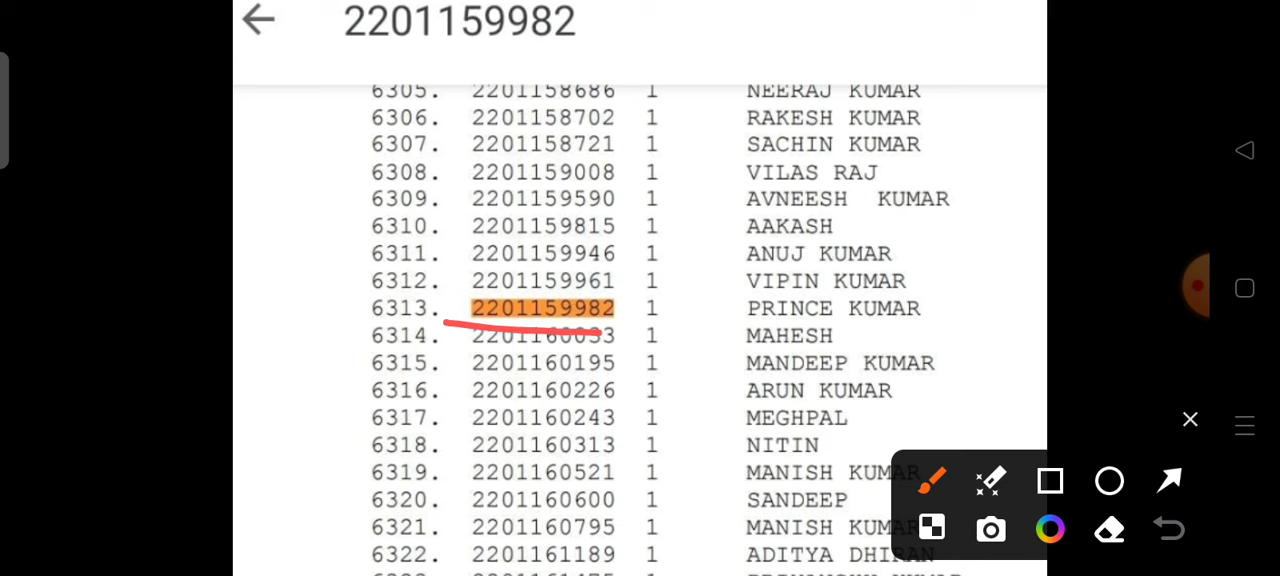 2201159982
6305. 2201158686 1 NEERAJ KUMAR
6306. 2201158702 1 RAKESH KUMAR
6307. 2201158721 1 SACHIN KUMAR
6308. 2201159008 1 VILAS RAJ
6309. 2201159590 1 AVNEESH KUMAR
6310. 2201159815 1 AAKASH
6311. 2201159946 1 ANUJ KUMAR
6312. 2201159961 1 VIPIN KUMAR
6313. 2201159982 1 PRINCE KUMAR
6314. 2201160033 1 MAHESH
6315. 2201160195 1 MANDEEP KUMAR
6316. 2201160226 1 ARUN KUMAR
6317. 2201160243 1 MEGHPAL
6318. 2201160313 1 NITIN
6319. 2201160521 1 MANISH KUMAR
6320. 2201160600 1 SANDEEP
6321. 2201160795 1 MANISH KUMAR
6322. 2201161189 1 ADITYA DHIRAN